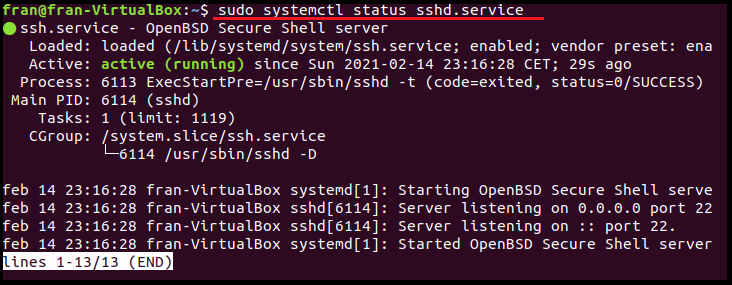 fran@fran-VirtualBox:~$ sudo systemctl status sshd.service
● ssh.service - OpenBSD Secure Shell server
   Loaded: loaded (/lib/systemd/system/ssh.service; enabled; vendor preset: ena
   Active: active (running) since Sun 2021-02-14 23:16:28 CET; 29s ago
  Process: 6113 ExecStartPre=/usr/sbin/sshd -t (code=exited, status=0/SUCCESS)
 Main PID: 6114 (sshd)
    Tasks: 1 (limit: 1119)
   CGroup: /system.slice/ssh.service
           └─6114 /usr/sbin/sshd -D
feb 14 23:16:28 fran-VirtualBox systemd[1]: Starting OpenBSD Secure Shell serve
feb 14 23:16:28 fran-VirtualBox sshd[6114]: Server listening on 0.0.0.0 port 22
feb 14 23:16:28 fran-VirtualBox sshd[6114]: Server listening on :: port 22.
feb 14 23:16:28 fran-VirtualBox systemd[1]: Started OpenBSD Secure Shell server
lines 1-13/13 (END)